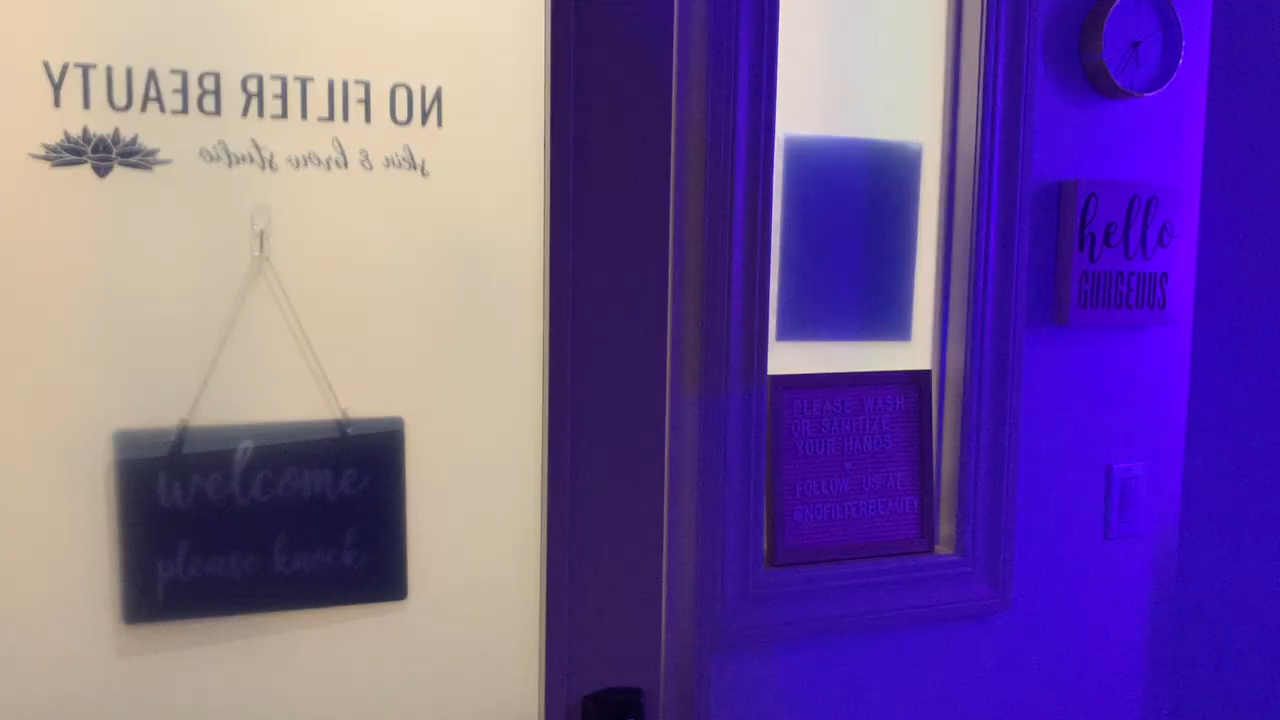 NO FILTER BEAUTY
skin & brow studio
welcome
please knock
hello
GORGEOUS
PLEASE WASH
OR SANITIZE
YOUR HANDS
FOLLOW US AT
@NOFILTERBEAUTY